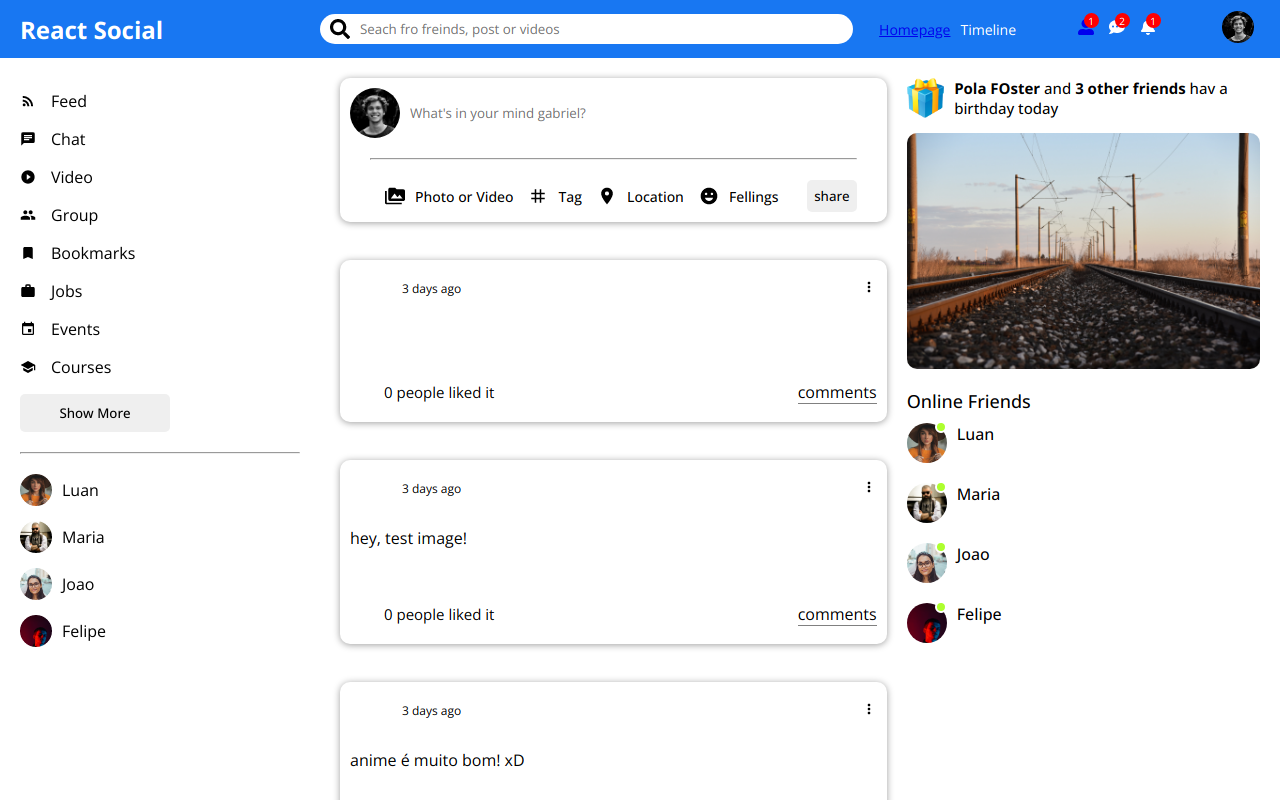 React Social
Seach fro freinds, post or videos
Homepage
Timeline
1
2
1
Feed
Chat
Video
Group
Bookmarks
Jobs
Events
Courses
Show More
Luan
Maria
Joao
Felipe
What's in your mind gabriel?
Photo or Video
Tag
Location
Fellings
share
3 days ago
0 people liked it
comments
3 days ago
hey, test image!
0 people liked it
comments
3 days ago
anime é muito bom! xD
Pola FOster and 3 other friends hav a
birthday today
Online Friends
Luan
Maria
Joao
Felipe